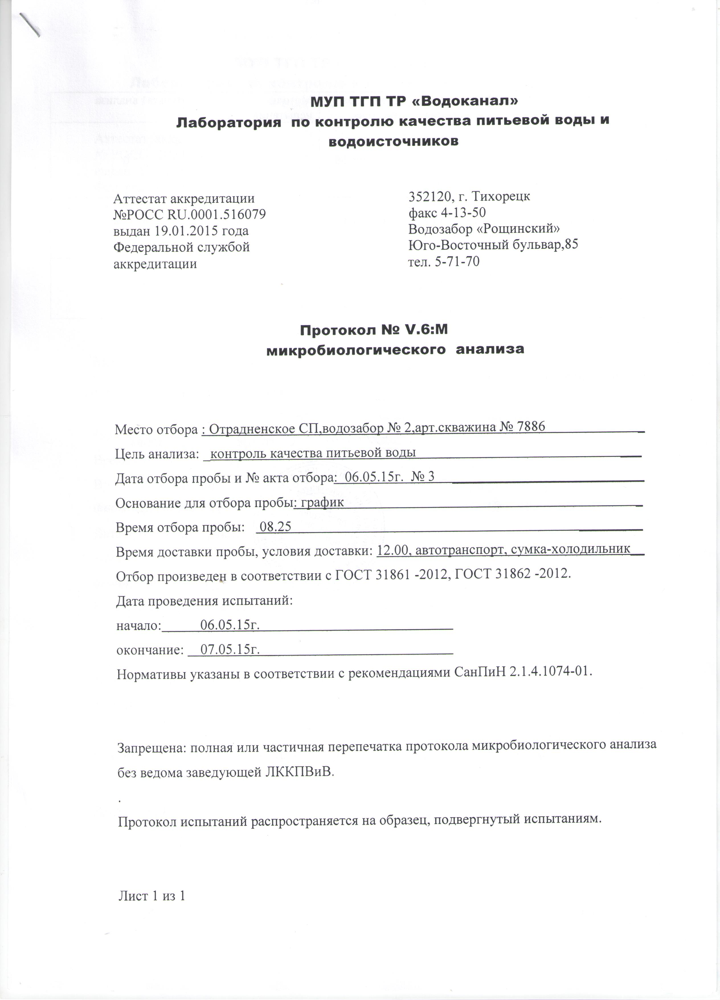 МУП ТГП ТР «Водоканал»
Лаборатория по контролю качества питьевой воды и
водоисточников
Аттестат аккредитации
№РОСС RU.0001.516079
выдан 19.01.2015 года
Федеральной службой
аккредитации
352120, г. Тихорецк
факс 4-13-50
Водозабор «Рощинский»
Юго-Восточный бульвар,85
тел. 5-71-70
Протокол № V.6:М
микробиологического анализа
Место отбора : Отрадненское СП,водозабор № 2,арт.скважина № 7886
Цель анализа: контроль качества питьевой воды
Дата отбора пробы и № акта отбора: 06.05.15г. № 3
Основание для отбора пробы: график
Время отбора пробы: 08.25
Время доставки пробы, условия доставки: 12.00, автотранспорт, сумка-холодильник
Отбор произведен в соответствии с ГОСТ 31861 -2012, ГОСТ 31862 -2012.
Дата проведения испытаний:
начало: 06.05.15г.
окончание: 07.05.15г.
Нормативы указаны в соответствии с рекомендациями СанПиН 2.1.4.1074-01.
Запрещена: полная или частичная перепечатка протокола микробиологического анализа
без ведома заведующей ЛККПВиВ.
.
Протокол испытаний распространяется на образец, подвергнутый испытаниям.
Лист 1 из 1